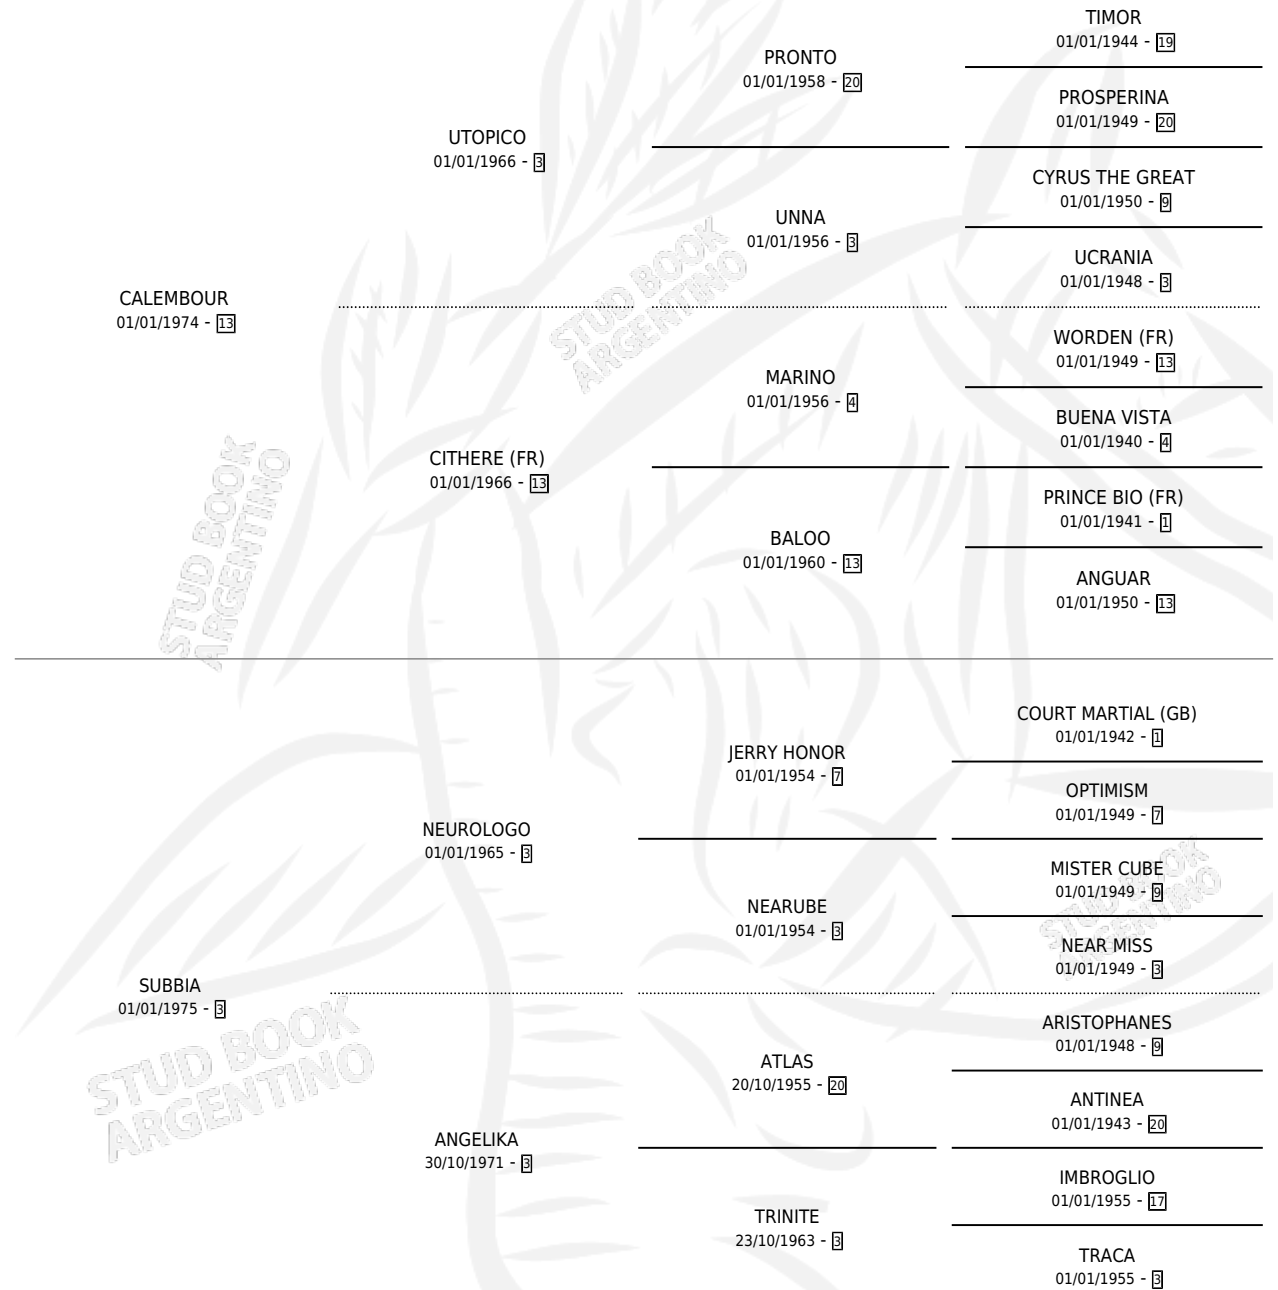 TIMOR
01/01/1944 - 19
PRONTO
01/01/1958 - 20
PROSPERINA
01/01/1949 - 20
UTOPICO
01/01/1966 - 3
CYRUS THE GREAT
01/01/1950 - 9
UNNA
01/01/1956 - 3
UCRANIA
01/01/1948 - 3
CALEMBOUR
01/01/1974 - 13
WORDEN (FR)
01/01/1949 - 13
MARINO
01/01/1956 - 4
BUENA VISTA
01/01/1940 - 4
CITHERE (FR)
01/01/1966 - 13
PRINCE BIO (FR)
01/01/1941 - 1
BALOO
01/01/1960 - 13
ANGUAR
01/01/1950 - 13
COURT MARTIAL (GB)
01/01/1942 - 1
JERRY HONOR
01/01/1954 - 7
OPTIMISM
01/01/1949 - 7
NEUROLOGO
01/01/1965 - 3
MISTER CUBE
01/01/1949 - 9
NEARUBE
01/01/1954 - 3
NEAR MISS
01/01/1949 - 3
SUBBIA
01/01/1975 - 3
ARISTOPHANES
01/01/1948 - 9
ATLAS
20/10/1955 - 20
ANTINEA
01/01/1943 - 20
ANGELIKA
30/10/1971 - 3
IMBROGLIO
01/01/1955 - 17
TRINITE
23/10/1963 - 3
TRACA
01/01/1955 - 3
STUD BOOK
ARGENTINO
STUD BOOK
ARGENTINO
STUD BOOK
ARGENTINO
STUD BOOK
ARGENTINO